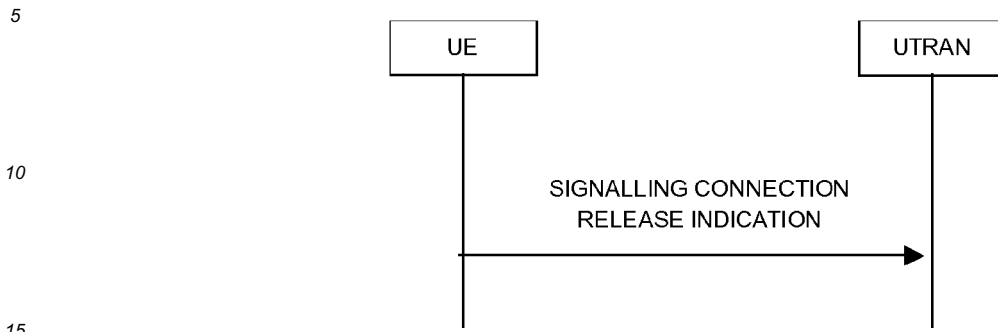 5
UE
UTRAN
10
SIGNALLING CONNECTION
RELEASE INDICATION
15